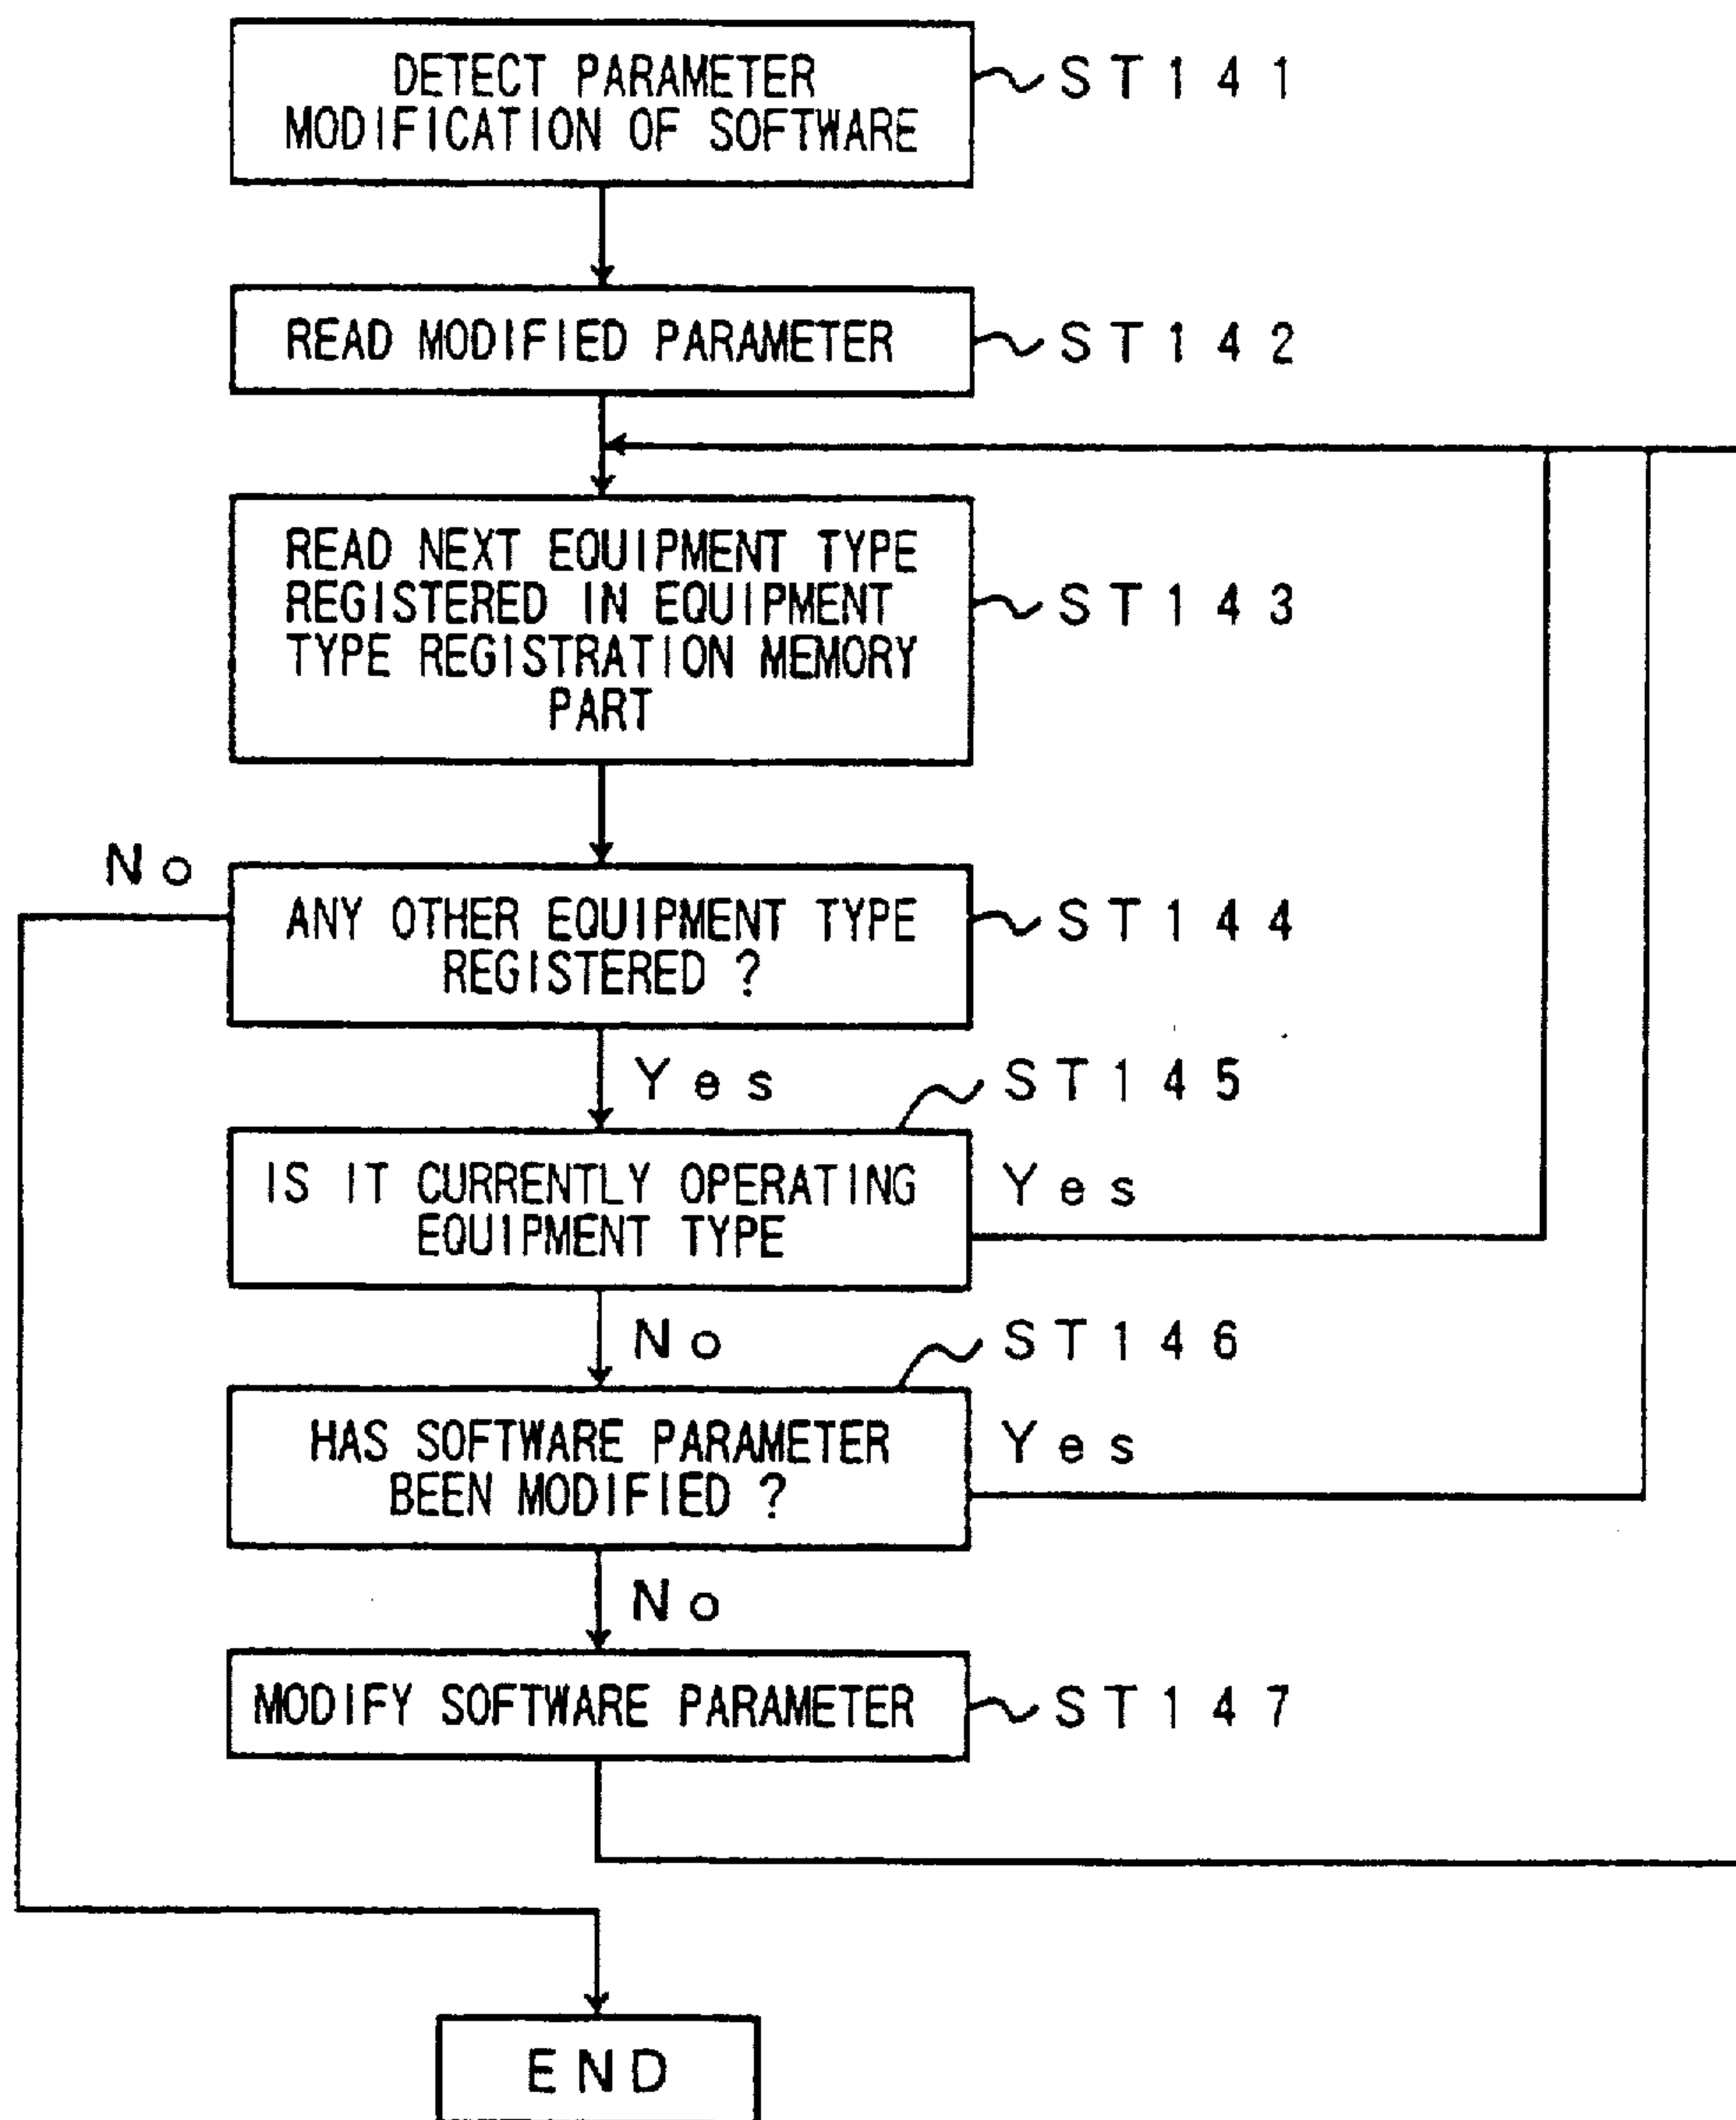 DETECT PARAMETER
MODIFICATION OF SOFTWARE
ST141
READ MODIFIED PARAMETER
ST142
READ NEXT EQUIPMENT TYPE
REGISTERED IN EQUIPMENT
TYPE REGISTRATION MEMORY
PART
ST143
No
ANY OTHER EQUIPMENT TYPE
REGISTERED ?
ST144
Yes
ST145
IS IT CURRENTLY OPERATING
EQUIPMENT TYPE
Yes
No
ST146
HAS SOFTWARE PARAMETER
BEEN MODIFIED ?
Yes
No
MODIFY SOFTWARE PARAMETER
ST147
END